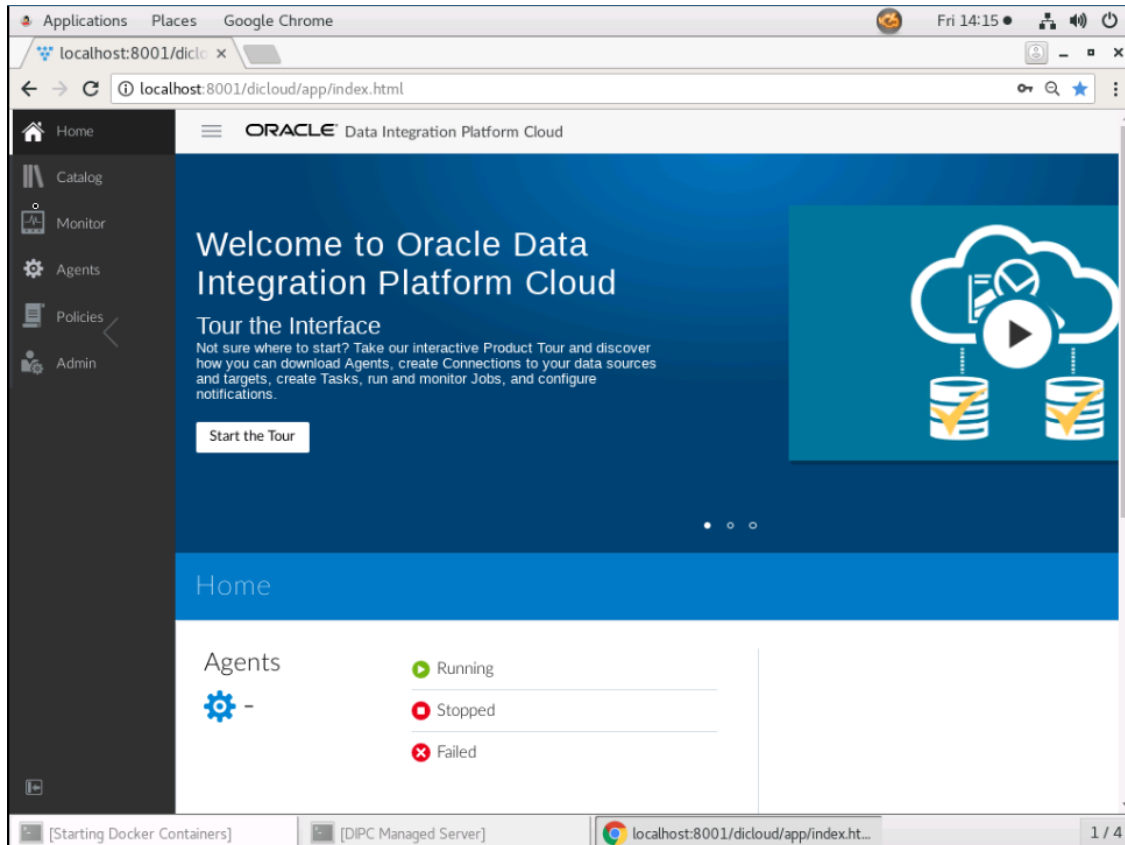 Applications Places Google Chrome Fri 14:15
localhost:8001/diclo
localhost:8001/dicloud/app/index.html
Home
ORACLE Data Integration Platform Cloud
Catalog
Monitor
Agents
Policies
Admin
Welcome to Oracle Data
Integration Platform Cloud
Tour the Interface
Not sure where to start? Take our interactive Product Tour and discover
how you can download Agents, create Connections to your data sources
and targets, create Tasks, run and monitor Jobs, and configure
notifications.
Start the Tour
Home
Agents
-
Running
Stopped
Failed
[Starting Docker Containers] [DIPC Managed Server] localhost:8001/dicloud/app/index.ht... 1 / 4